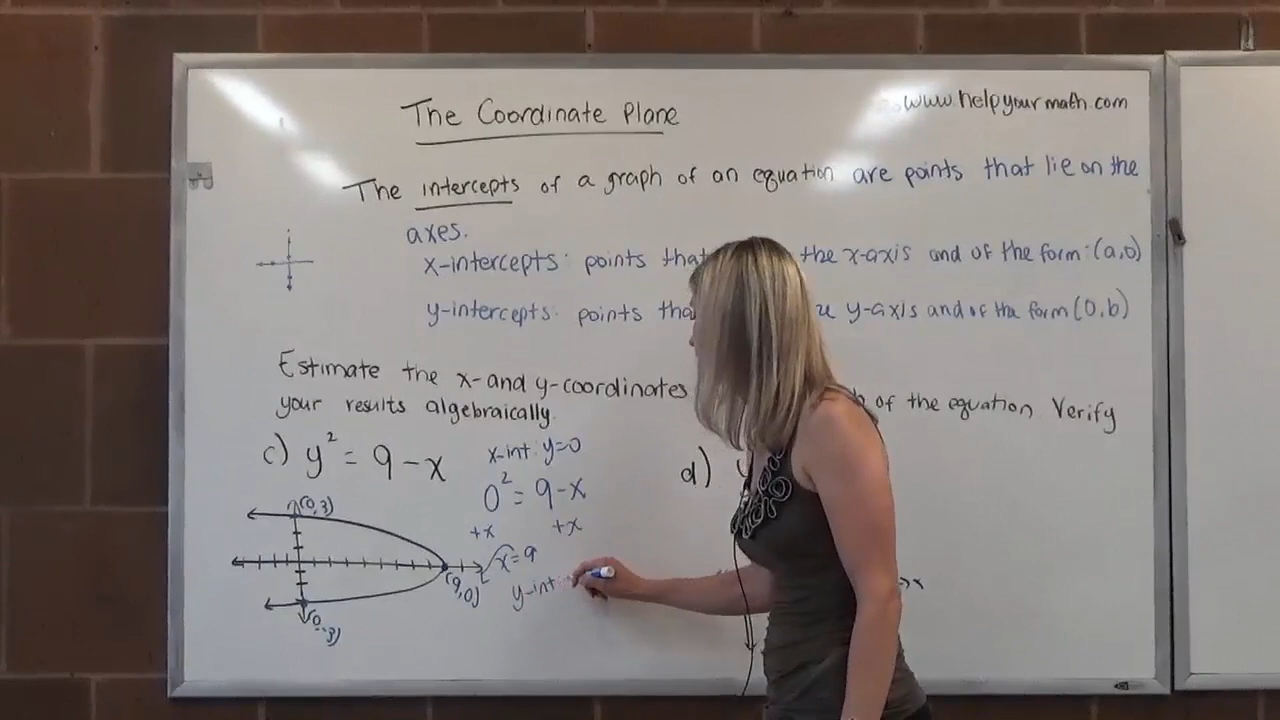 The Coordinate Plane
www.helpyourmath.com
The intercepts of a graph of an equation are points that lie on the
axes.
x-intercepts: points that the x-axis and of the form: (a,0)
y-intercepts: points y-axis and of the form (0,b)
Estimate the x-and y-coordinates of the equation. Verify
your results algebraically.
c) y² = 9-x
x-int: y=0
0² = 9-x
+x +x
x=9
y-int
(0,3)
(9,0)
(0,-3)
d)
x